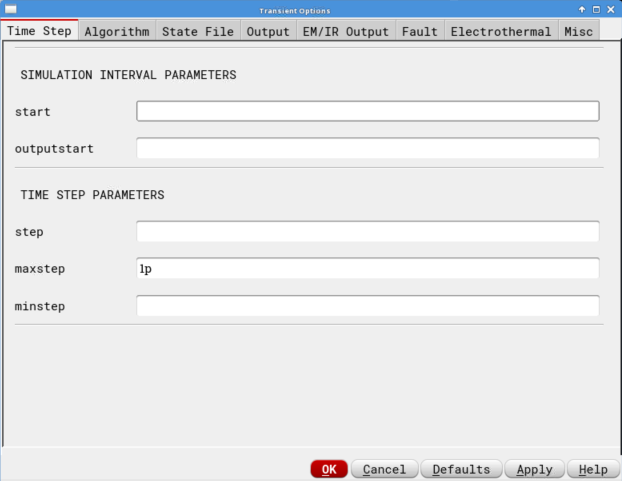 Transient Options
Time Step Algorithm State File Output EM/IR Output Fault Electrothermal Misc
SIMULATION INTERVAL PARAMETERS
start
outputstart
TIME STEP PARAMETERS
step
maxstep 1p
minstep
OK Cancel Defaults Apply Help